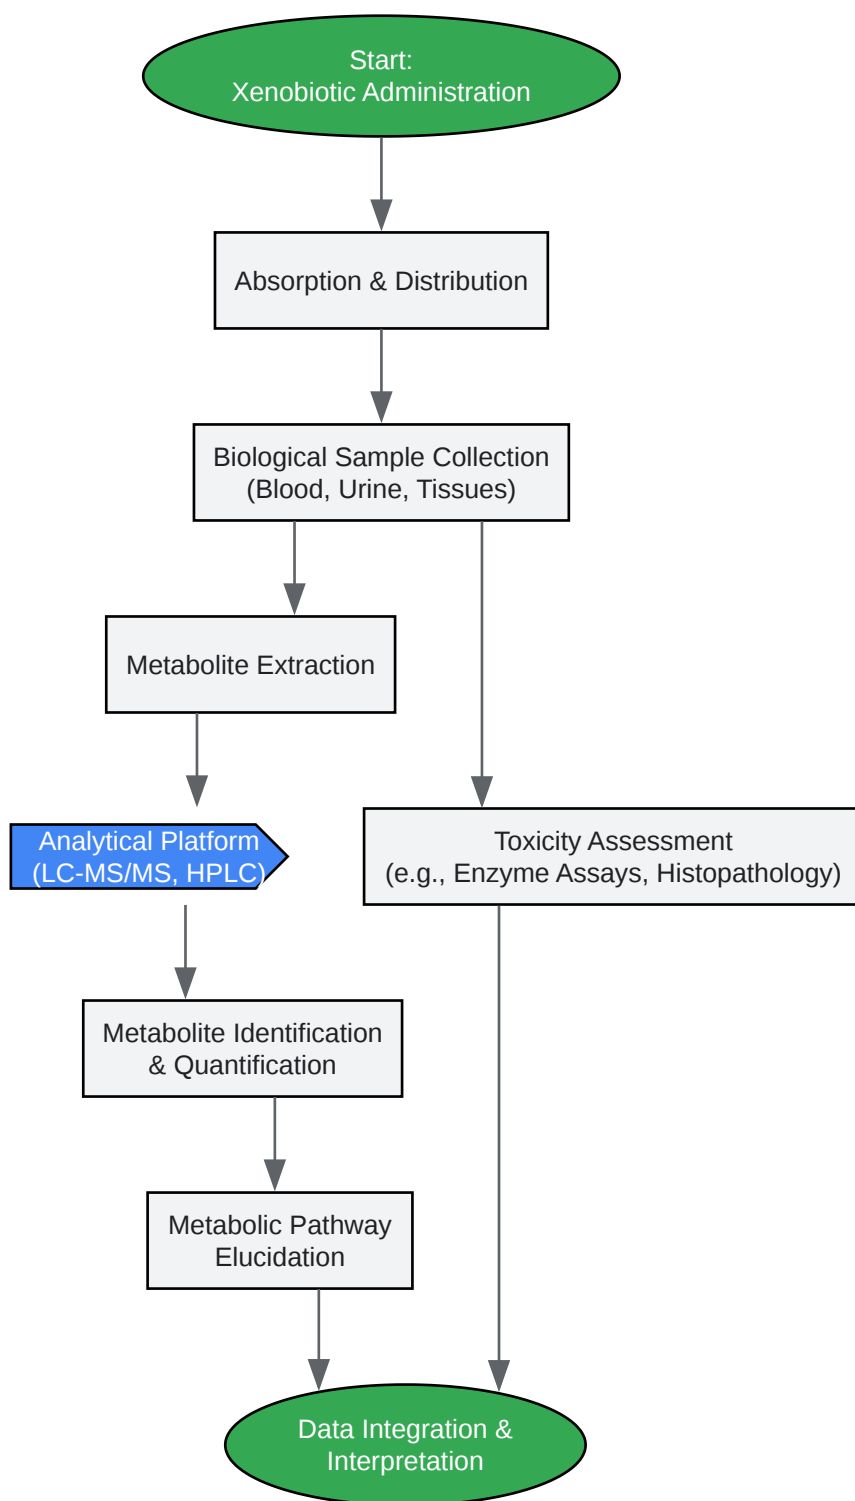 Start:
Xenobiotic Administration
Absorption & Distribution
Biological Sample Collection
(Blood, Urine, Tissues)
Metabolite Extraction
Analytical Platform
(LC-MS/MS, HPLC)
Toxicity Assessment
(e.g., Enzyme Assays, Histopathology)
Metabolite Identification
& Quantification
Metabolic Pathway
Elucidation
Data Integration &
Interpretation